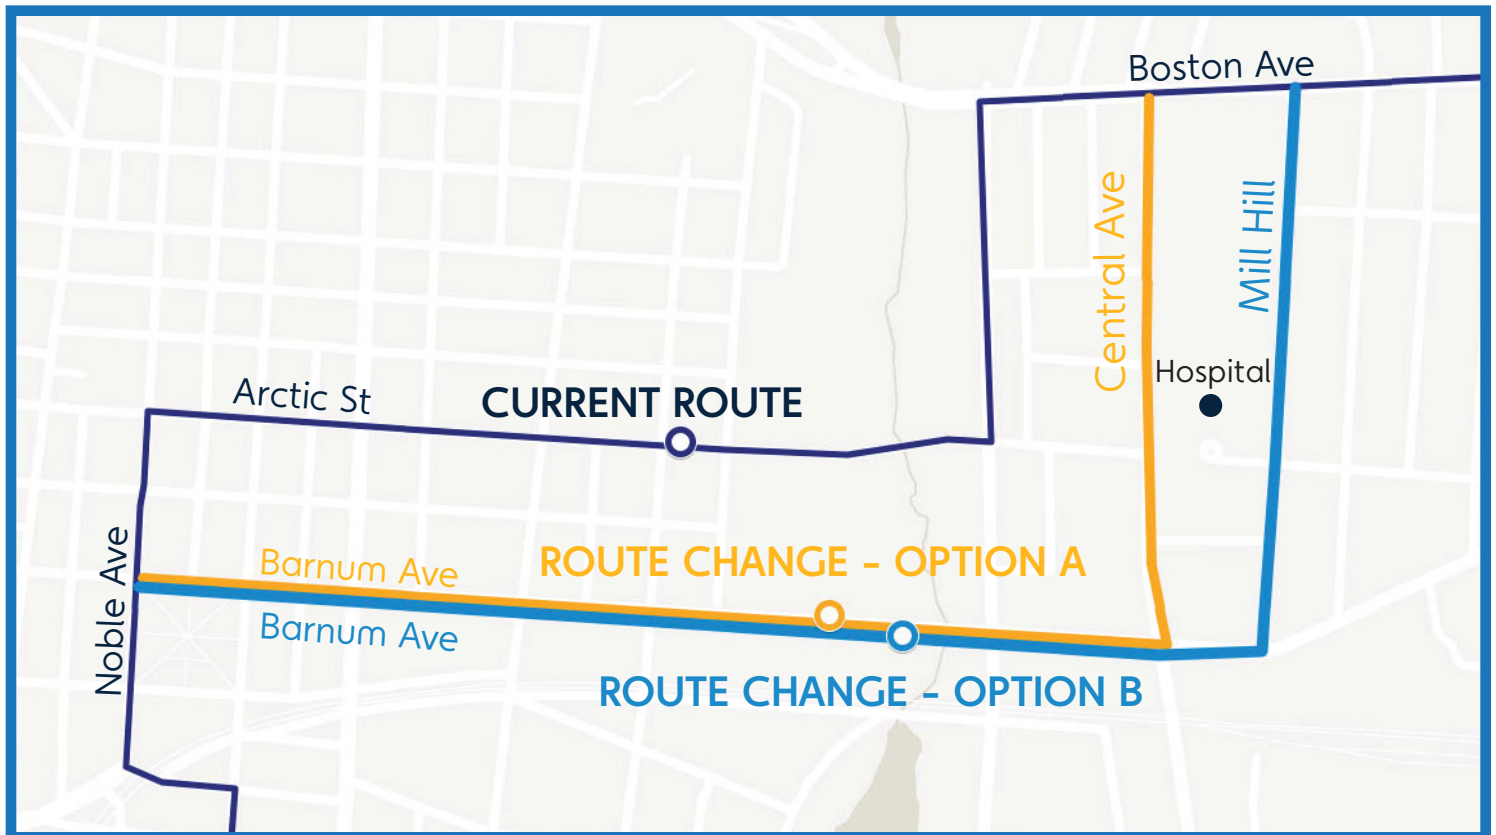 Boston Ave
Central Ave
Mill Hill
Hospital
Arctic St
CURRENT ROUTE
Noble Ave
Barnum Ave
ROUTE CHANGE - OPTION A
Barnum Ave
ROUTE CHANGE - OPTION B